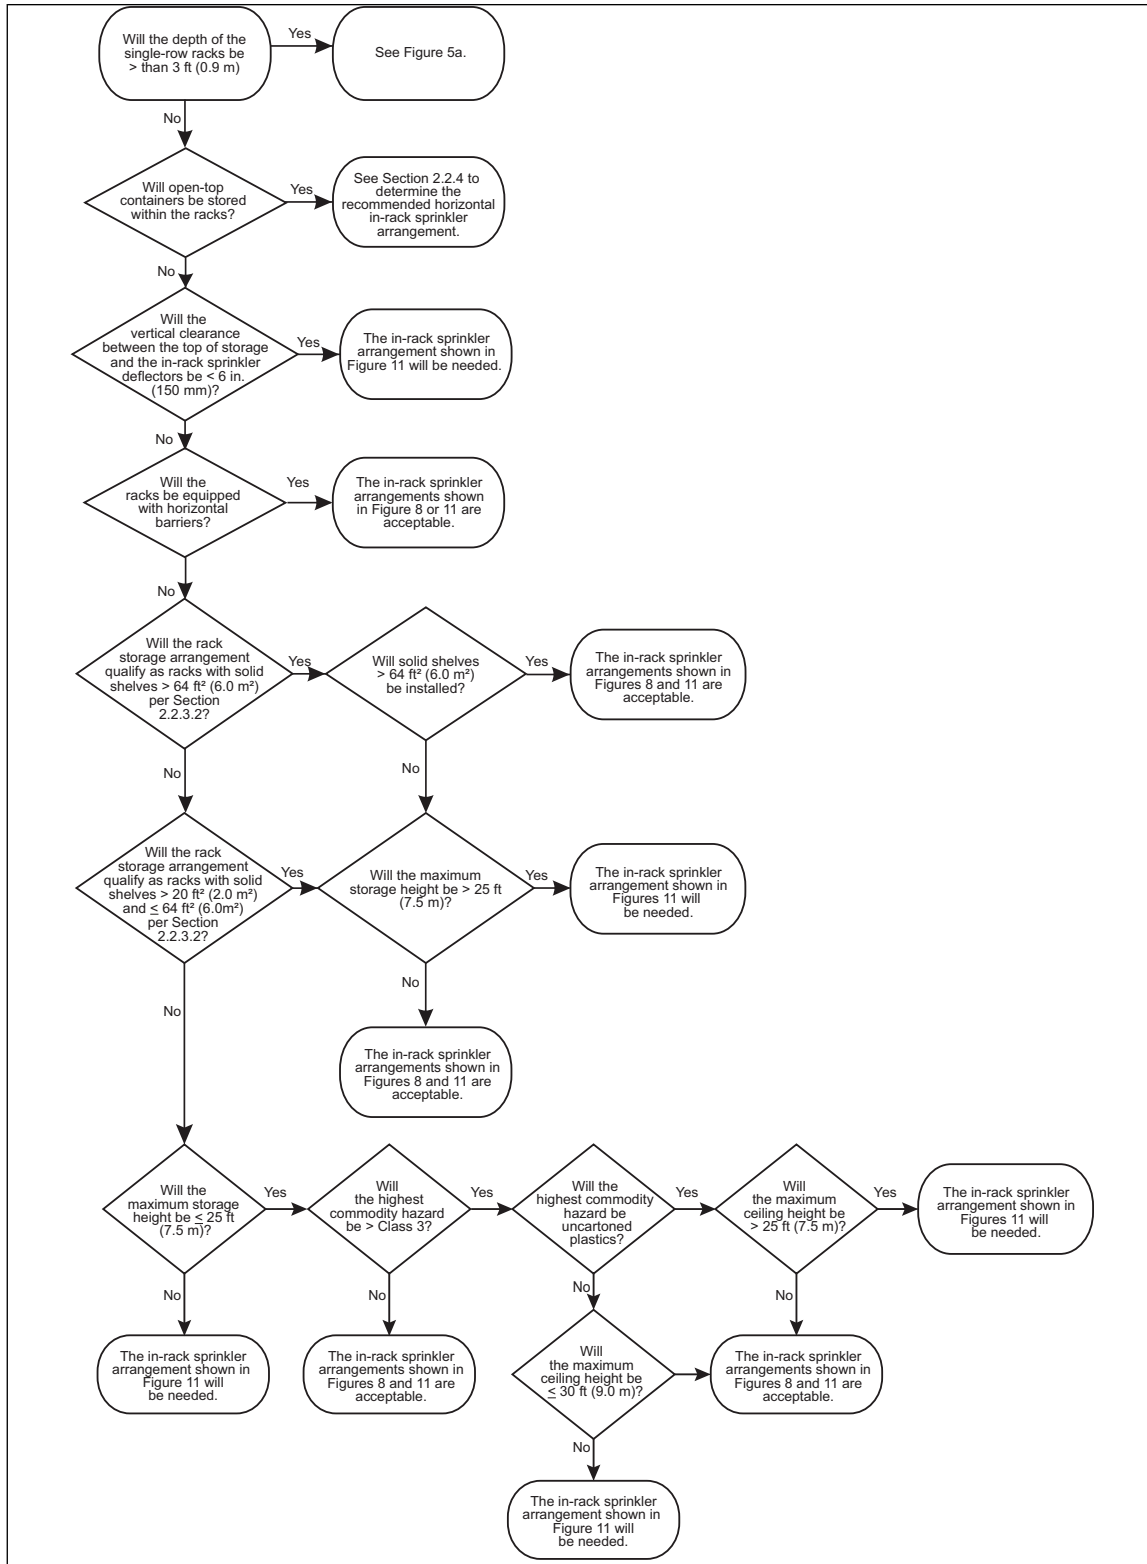 Will the depth of the
single-row racks be
> than 3 ft (0.9 m)
Yes
See Figure 5a.
No
Will open-top
containers be stored
within the racks?
Yes
See Section 2.2.4 to
determine the
recommended horizontal
in-rack sprinkler
arrangement.
No
Will the
vertical clearance
between the top of storage
and the in-rack sprinkler
deflectors be < 6 in.
(150 mm)?
Yes
The in-rack sprinkler
arrangement shown in
Figure 11 will be needed.
No
Will the
racks be equipped
with horizontal
barriers?
Yes
The in-rack sprinkler
arrangements shown
in Figure 8 or 11 are
acceptable.
No
Will the rack
storage arrangement
qualify as racks with solid
shelves > 64 ft² (6.0 m²)
per Section
2.2.3.2?
Yes
Will solid shelves
> 64 ft² (6.0 m²)
be installed?
Yes
The in-rack sprinkler
arrangements shown in
Figures 8 and 11 are
acceptable.
No
No
Will the rack
storage arrangement
qualify as racks with solid
shelves > 20 ft² (2.0 m²)
and ≤ 64 ft² (6.0m²)
per Section
2.2.3.2?
Yes
Will the maximum
storage height be > 25 ft
(7.5 m)?
Yes
The in-rack sprinkler
arrangement shown in
Figures 11 will
be needed.
No
No
The in-rack sprinkler
arrangements shown in
Figures 8 and 11 are
acceptable.
Will the
maximum storage
height be ≤ 25 ft
(7.5 m)?
Yes
Will
the highest
commodity hazard
be > Class 3?
Yes
Will the
highest commodity
hazard be
uncartoned
plastics?
Yes
Will
the maximum
ceiling height be
> 25 ft (7.5 m)?
Yes
The in-rack sprinkler
arrangement shown in
Figures 11 will
be needed.
No
No
No
No
The in-rack sprinkler
arrangement shown in
Figure 11 will
be needed.
The in-rack sprinkler
arrangements shown in
Figures 8 and 11 are
acceptable.
Will
the maximum
ceiling height be
≤ 30 ft (9.0 m)?
The in-rack sprinkler
arrangements shown in
Figures 8 and 11 are
acceptable.
No
The in-rack sprinkler
arrangement shown in
Figure 11 will
be needed.